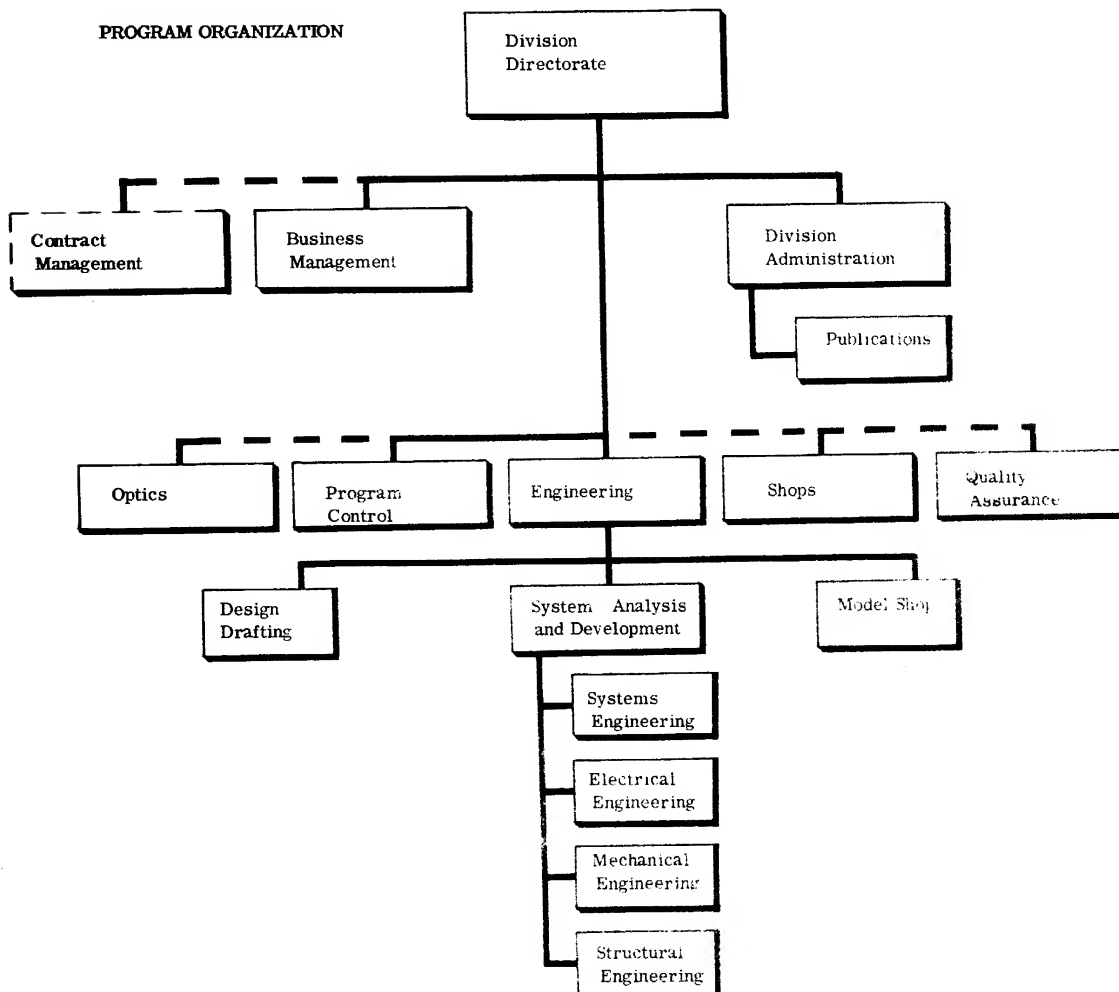 PROGRAM ORGANIZATION
Division
Directorate
Contract
Management
Business
Management
Division
Administration
Publications
Optics
Program
Control
Engineering
Shops
Quality
Assurance
Design
Drafting
System Analysis
and Development
Model Shop
Systems
Engineering
Electrical
Engineering
Mechanical
Engineering
Structural
Engineering